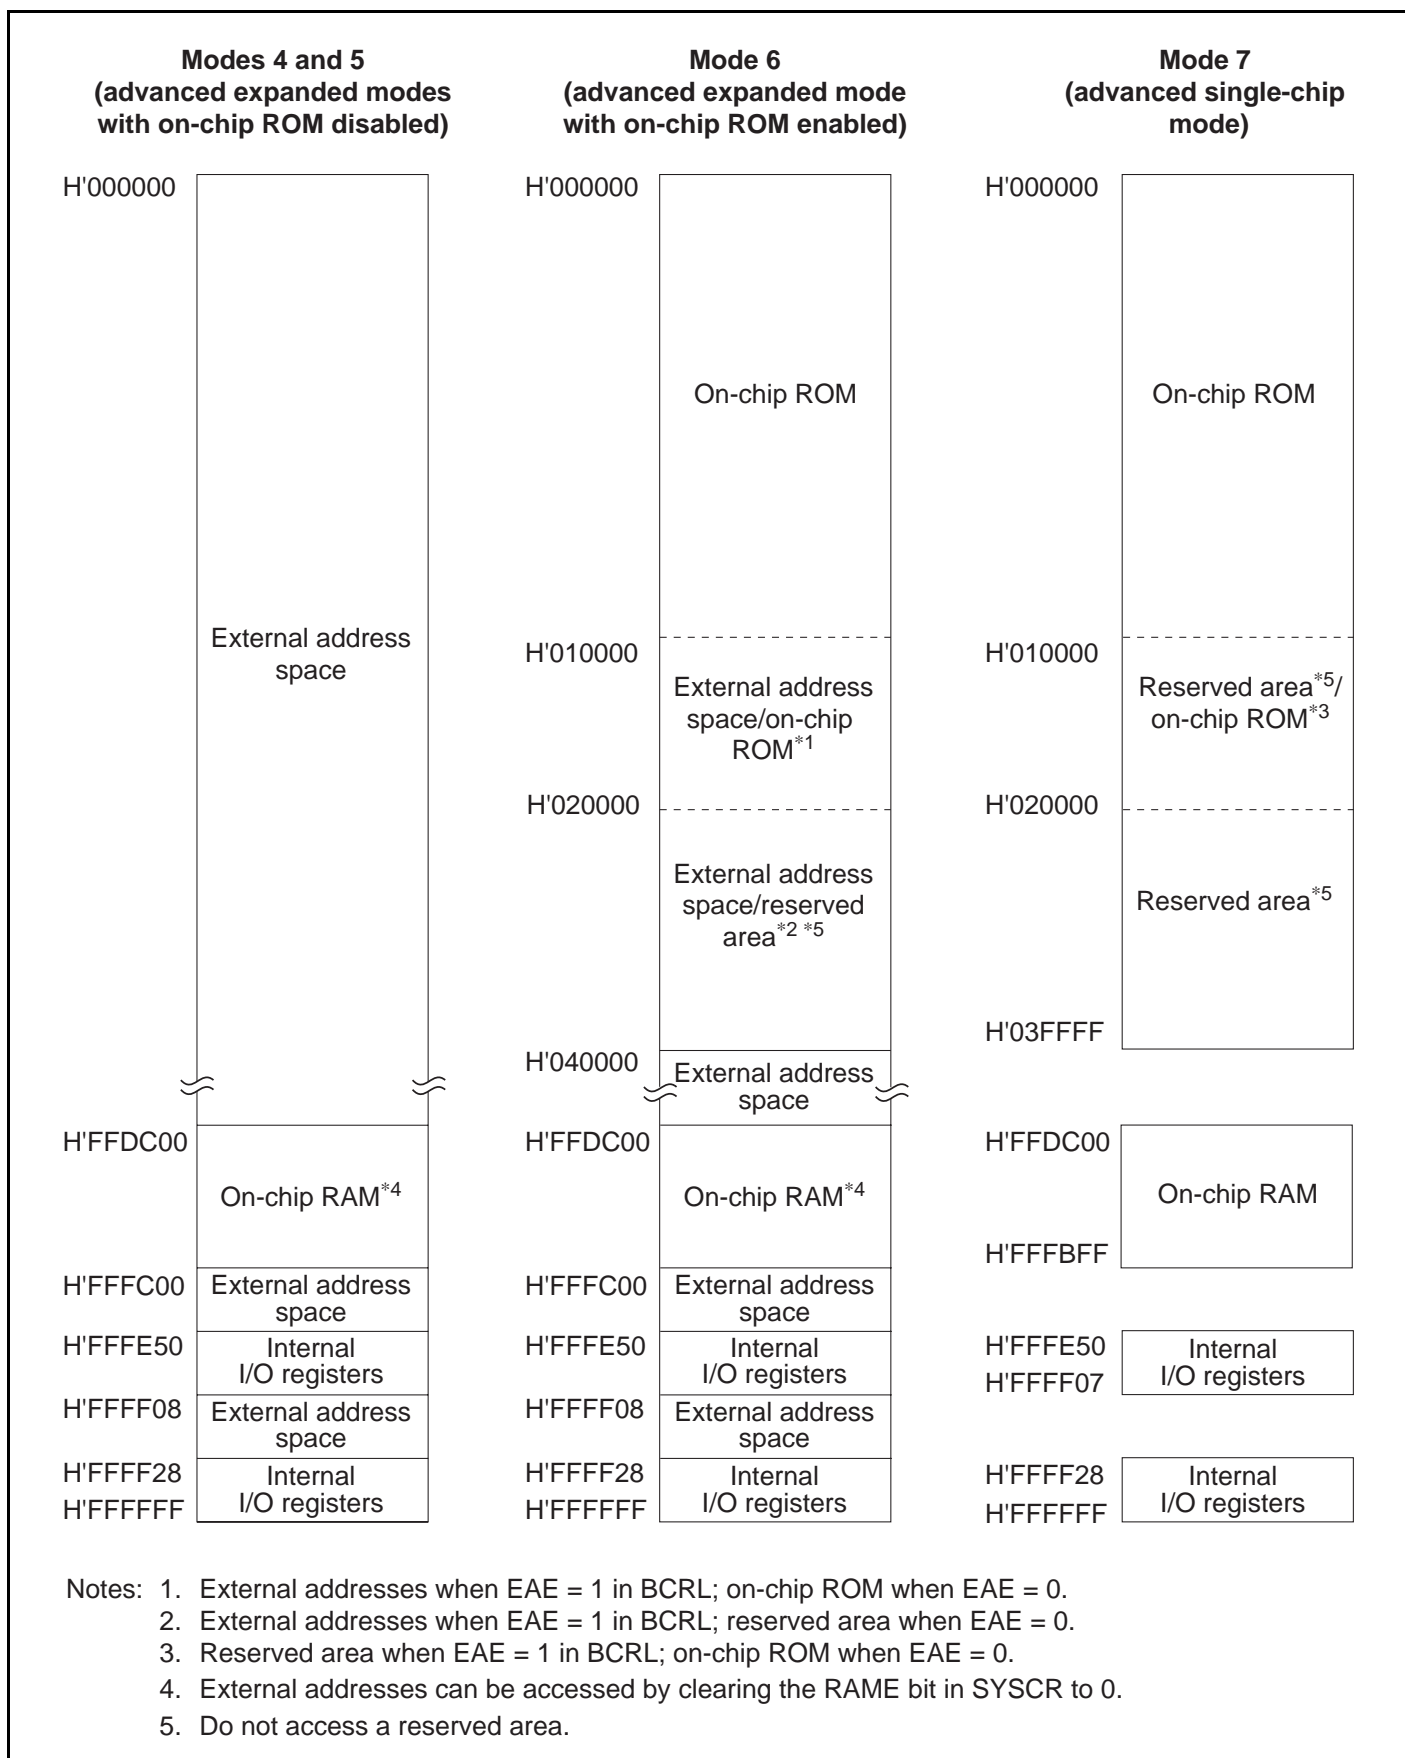 Modes 4 and 5
(advanced expanded modes
with on-chip ROM disabled)
H'000000
External address
space
H'FFDC00
On-chip RAM*4
H'FFFC00
External address
space
H'FFFE50
Internal
I/O registers
H'FFFF08
External address
space
H'FFFF28
Internal
I/O registers
H'FFFFFF
Mode 6
(advanced expanded mode
with on-chip ROM enabled)
H'000000
On-chip ROM
H'010000
External address
space/on-chip
ROM*1
H'020000
External address
space/reserved
area*2 *5
H'040000
External address
space
H'FFDC00
On-chip RAM*4
H'FFFC00
External address
space
H'FFFE50
Internal
I/O registers
H'FFFF08
External address
space
H'FFFF28
Internal
I/O registers
H'FFFFFF
Mode 7
(advanced single-chip
mode)
H'000000
On-chip ROM
H'010000
Reserved area*5/
on-chip ROM*3
H'020000
Reserved area*5
H'03FFFF
H'FFDC00
On-chip RAM
H'FFFBFF
H'FFFE50
Internal
I/O registers
H'FFFF07
H'FFFF28
Internal
I/O registers
H'FFFFFF
Notes: 1. External addresses when EAE = 1 in BCRL; on-chip ROM when EAE = 0.
2. External addresses when EAE = 1 in BCRL; reserved area when EAE = 0.
3. Reserved area when EAE = 1 in BCRL; on-chip ROM when EAE = 0.
4. External addresses can be accessed by clearing the RAME bit in SYSCR to 0.
5. Do not access a reserved area.